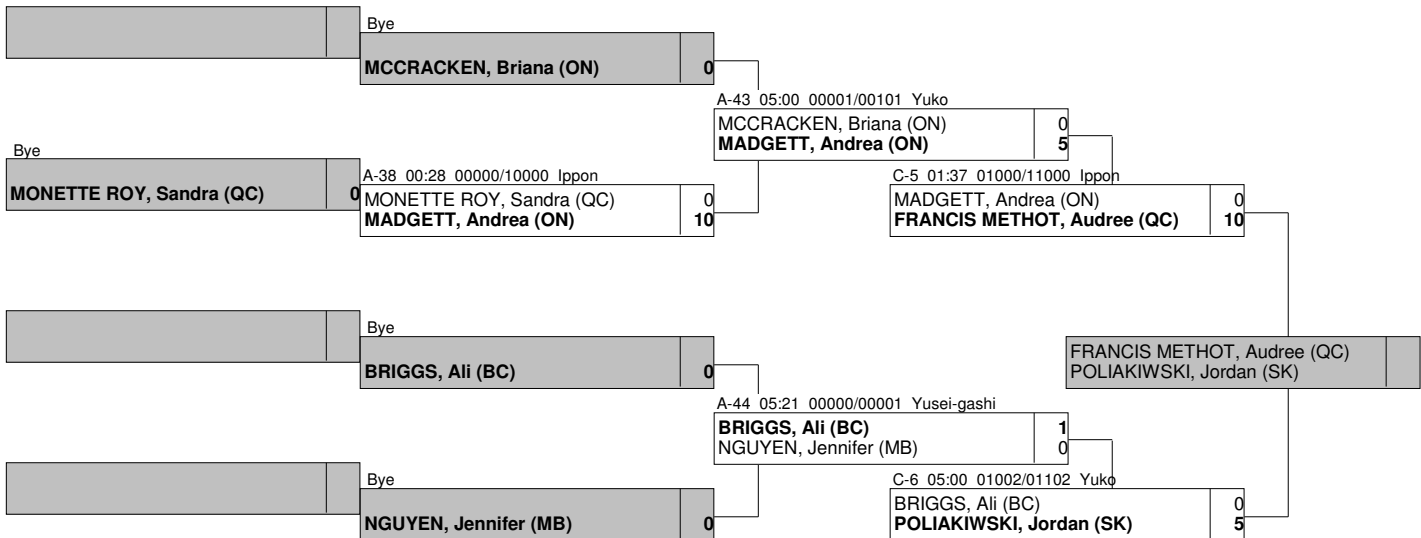 Bye
MCCRACKEN, Briana (ON) 0
A-43 05:00 00001/00101 Yuko
MCCRACKEN, Briana (ON) 0
MADGETT, Andrea (ON) 5
Bye
MONETTE ROY, Sandra (QC) 0
A-38 00:28 00000/10000 Ippon
MONETTE ROY, Sandra (QC) 0
MADGETT, Andrea (ON) 10
C-5 01:37 01000/11000 Ippon
MADGETT, Andrea (ON) 0
FRANCIS METHOT, Audree (QC) 10
Bye
BRIGGS, Ali (BC) 0
FRANCIS METHOT, Audree (QC)
POLIAKIWSKI, Jordan (SK)
A-44 05:21 00000/00001 Yusei-gashi
BRIGGS, Ali (BC) 1
NGUYEN, Jennifer (MB) 0
Bye
NGUYEN, Jennifer (MB) 0
C-6 05:00 01002/01102 Yuko
BRIGGS, Ali (BC) 0
POLIAKIWSKI, Jordan (SK) 5